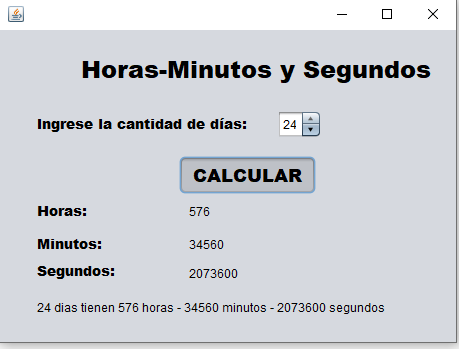 Horas-Minutos y Segundos
Ingrese la cantidad de días: 24
CALCULAR
Horas: 576
Minutos: 34560
Segundos: 2073600
24 dias tienen 576 horas - 34560 minutos - 2073600 segundos